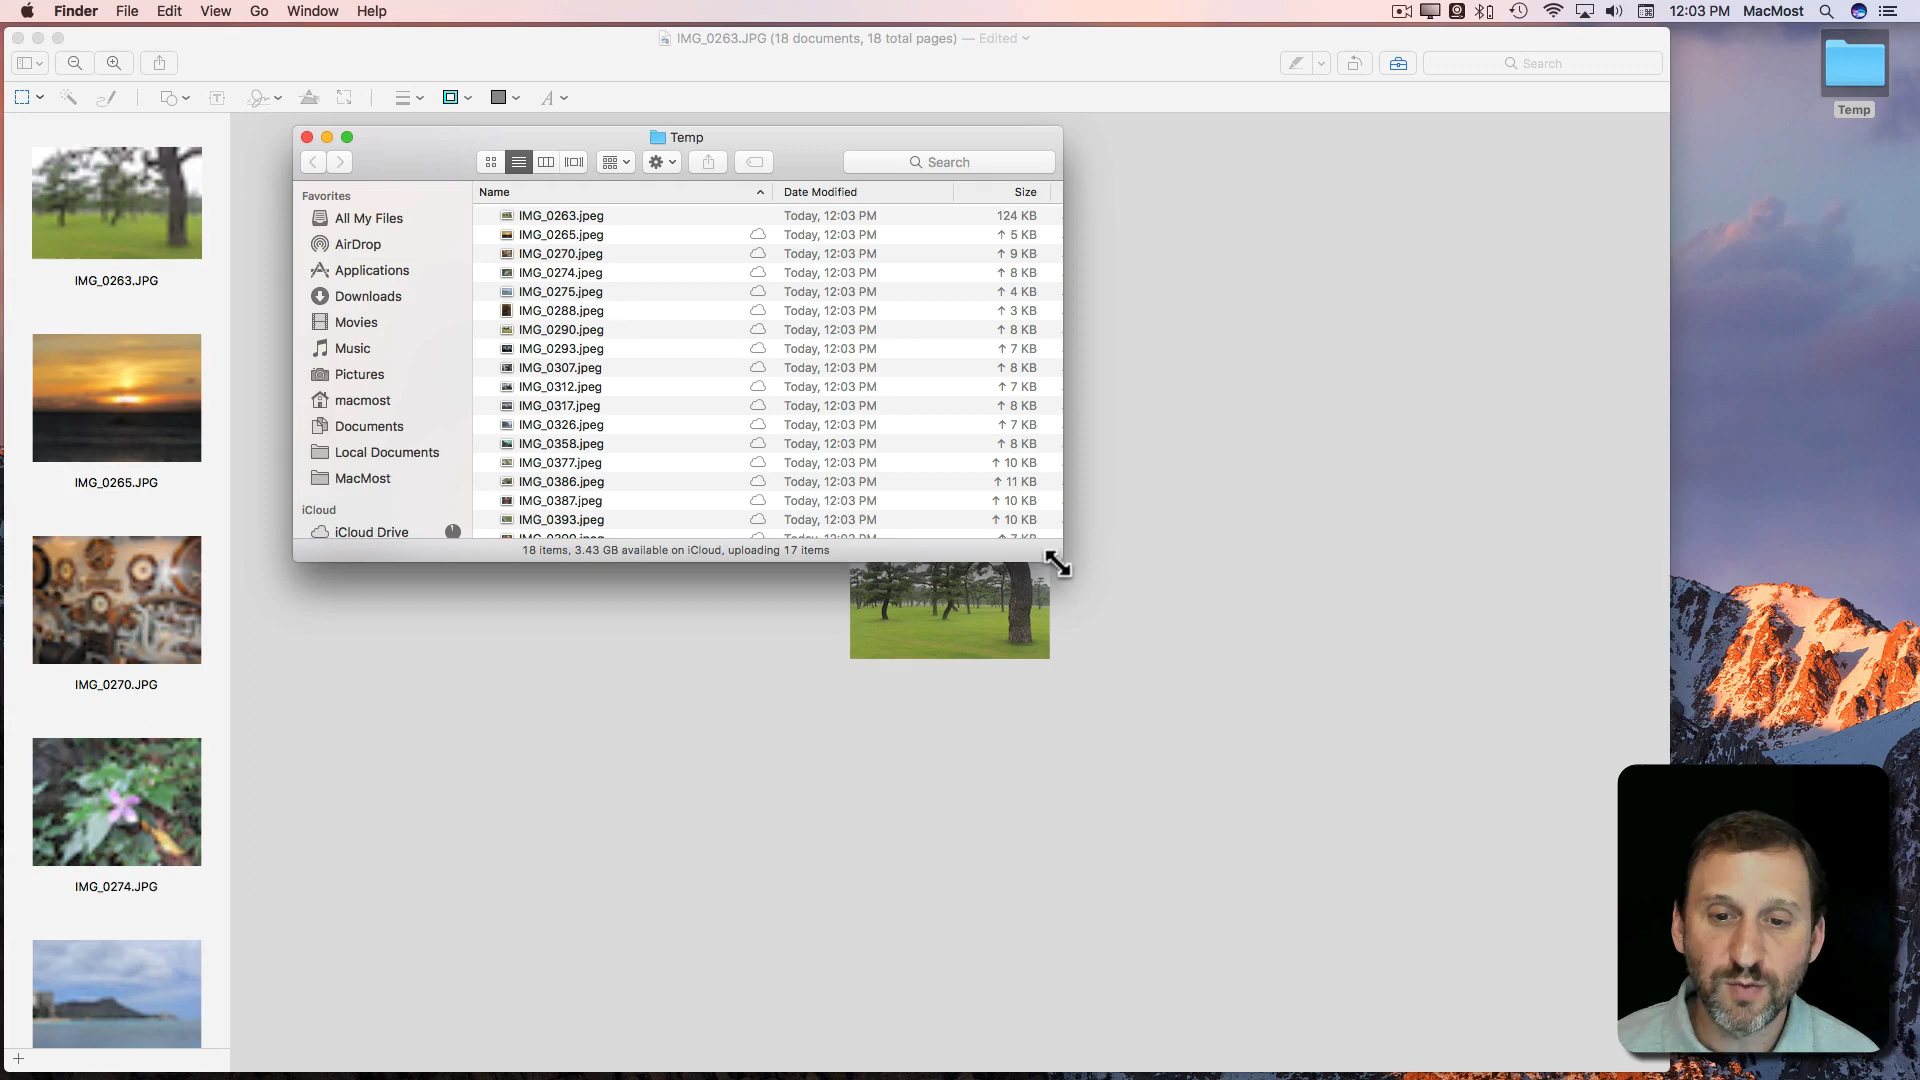 Finder File Edit View Go Window Help 12:03 PM MacMost
IMG_0263.JPG (18 documents, 18 total pages) — Edited
Search
Temp
IMG_0263.JPG
IMG_0265.JPG
IMG_0270.JPG
IMG_0274.JPG
Temp
Search
Favorites
All My Files
AirDrop
Applications
Downloads
Movies
Music
Pictures
macmost
Documents
Local Documents
MacMost
iCloud
iCloud Drive
Name Date Modified Size
IMG_0263.jpeg Today, 12:03 PM 124 KB
IMG_0265.jpeg Today, 12:03 PM ↑ 5 KB
IMG_0270.jpeg Today, 12:03 PM ↑ 9 KB
IMG_0274.jpeg Today, 12:03 PM ↑ 8 KB
IMG_0275.jpeg Today, 12:03 PM ↑ 4 KB
IMG_0288.jpeg Today, 12:03 PM ↑ 3 KB
IMG_0290.jpeg Today, 12:03 PM ↑ 8 KB
IMG_0293.jpeg Today, 12:03 PM ↑ 7 KB
IMG_0307.jpeg Today, 12:03 PM ↑ 8 KB
IMG_0312.jpeg Today, 12:03 PM ↑ 7 KB
IMG_0317.jpeg Today, 12:03 PM ↑ 8 KB
IMG_0326.jpeg Today, 12:03 PM ↑ 7 KB
IMG_0358.jpeg Today, 12:03 PM ↑ 8 KB
IMG_0377.jpeg Today, 12:03 PM ↑ 10 KB
IMG_0386.jpeg Today, 12:03 PM ↑ 11 KB
IMG_0387.jpeg Today, 12:03 PM ↑ 10 KB
IMG_0393.jpeg Today, 12:03 PM ↑ 10 KB
18 items, 3.43 GB available on iCloud, uploading 17 items